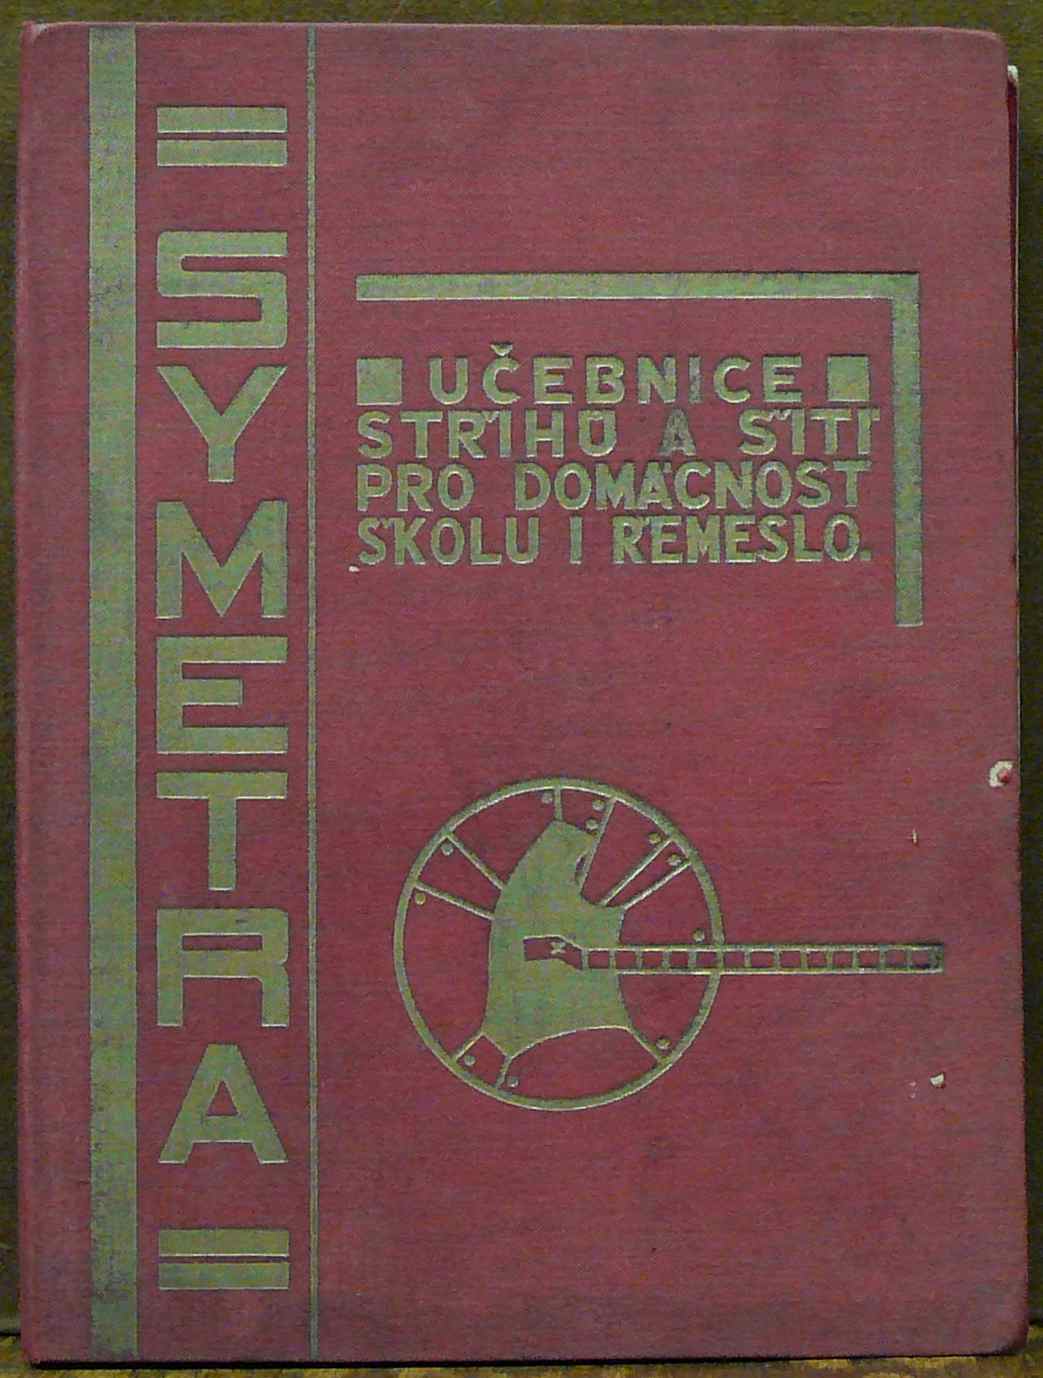 SYMETRA
UČEBNICE
STŘIHŮ A ŠITÍ
PRO DOMÁCNOST
ŠKOLU I ŘEMESLO.